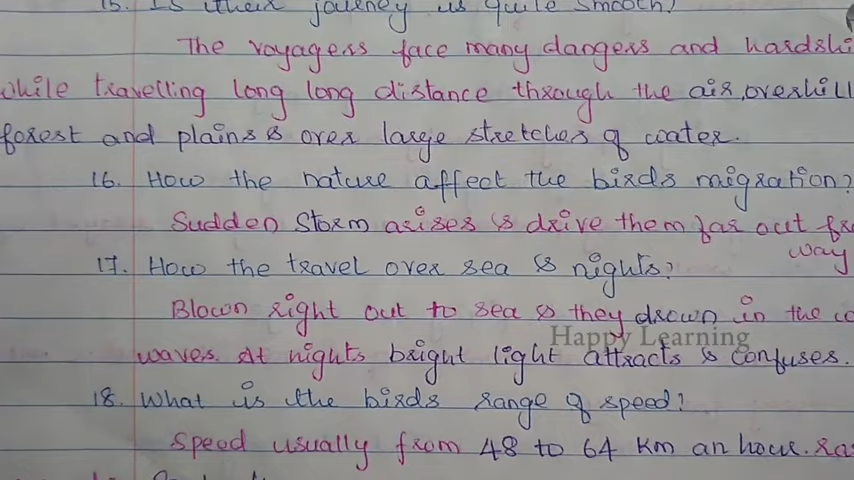 15. Is their journey is quite smooth?
The voyagers face many dangers and hardshi
while travelling long long distance through the air, overhill
forest and plains & over large stretches of water.
16. How the nature affect the birds migration?
Sudden storm arises & drive them far out fr
way
17. How the travel over sea & nights?
Blown right out to sea & they drown in the
waves. At nights bright light attracts & confuses.
Happy Learning
18. What is the birds range of speed?
Speed usually from 48 to 64 km an hour.